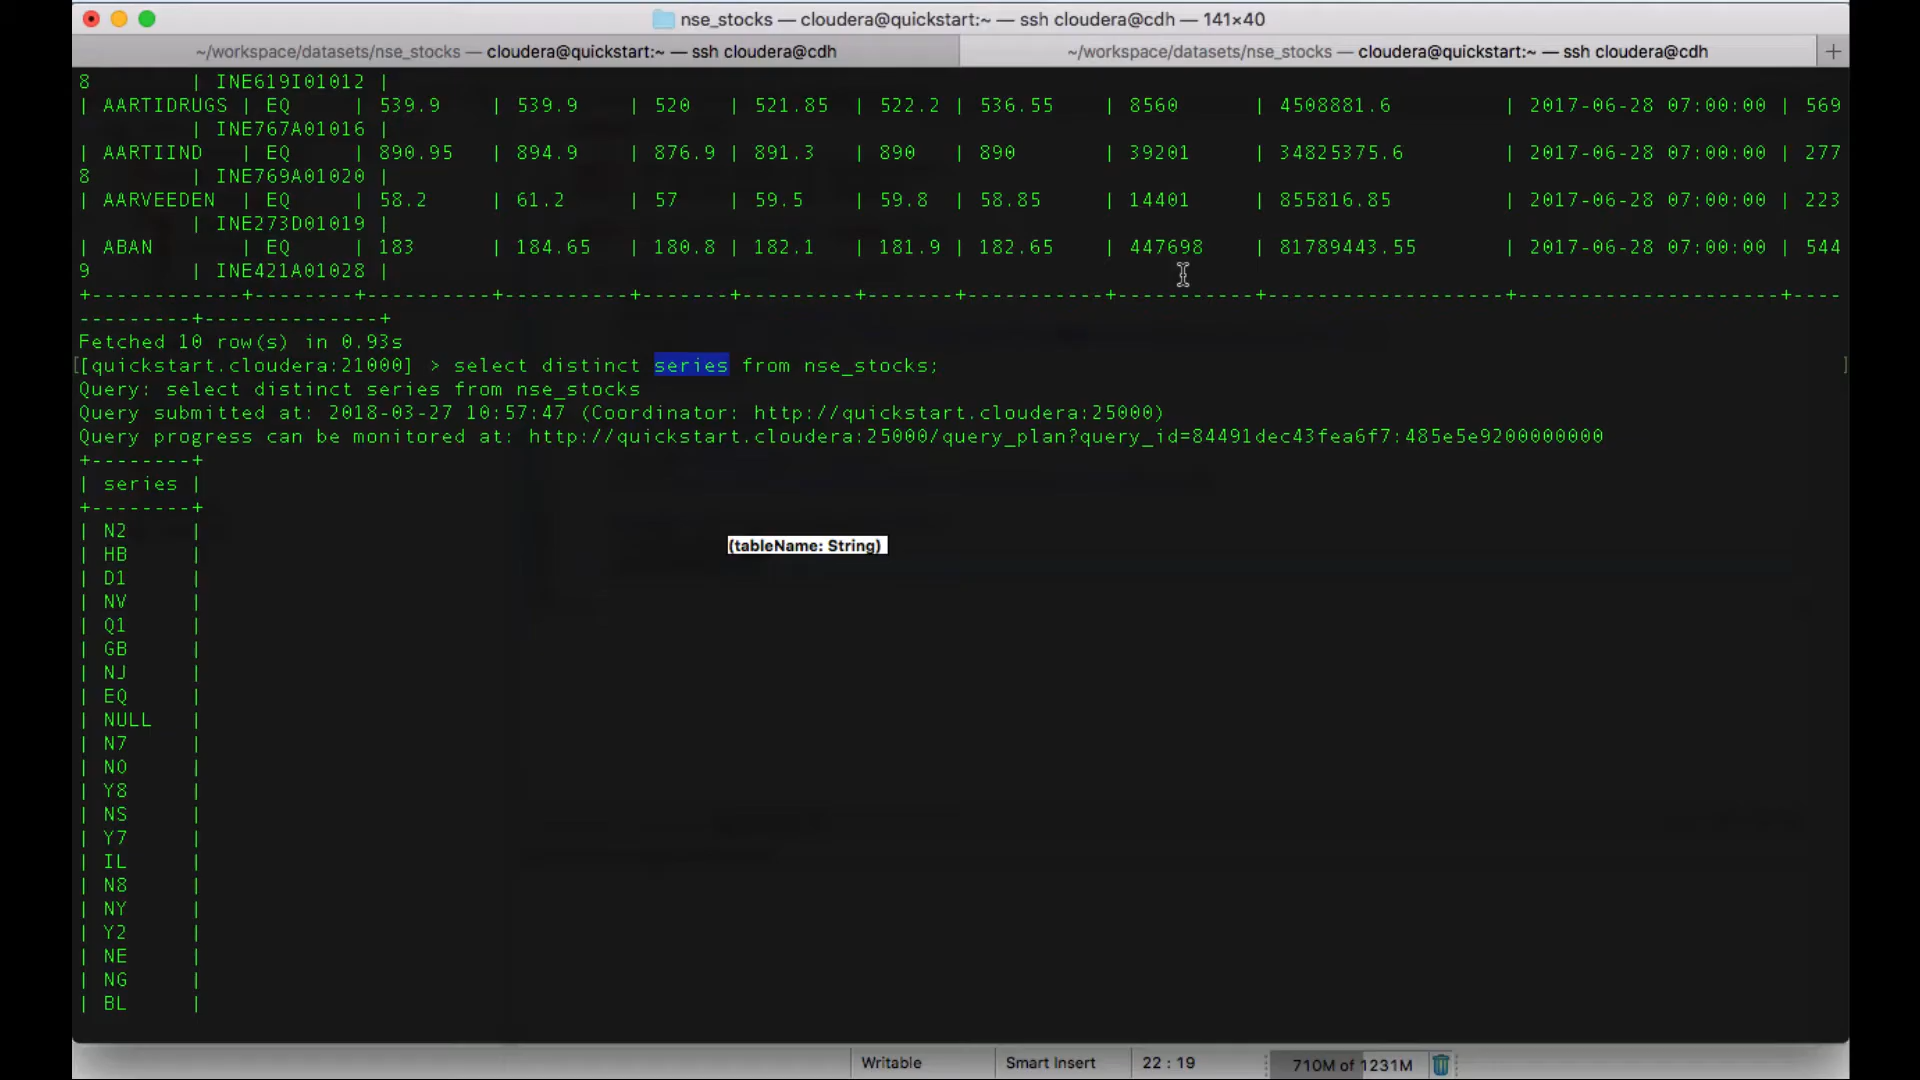 nse_stocks — cloudera@quickstart:~ — ssh cloudera@cdh — 141×40
~/workspace/datasets/nse_stocks — cloudera@quickstart:~ — ssh cloudera@cdh
~/workspace/datasets/nse_stocks — cloudera@quickstart:~ — ssh cloudera@cdh
8 | INE619I01012 |
| AARTIDRUGS | EQ | 539.9 | 539.9 | 520 | 521.85 | 522.2 | 536.55 | 8560 | 4508881.6 | 2017-06-28 07:00:00 | 569
| INE767A01016 |
| AARTIIND | EQ | 890.95 | 894.9 | 876.9 | 891.3 | 890 | 890 | 39201 | 34825375.6 | 2017-06-28 07:00:00 | 277
8 | INE769A01020 |
| AARVEEDEN | EQ | 58.2 | 61.2 | 57 | 59.5 | 59.8 | 58.85 | 14401 | 855816.85 | 2017-06-28 07:00:00 | 223
| INE273D01019 |
| ABAN | EQ | 183 | 184.65 | 180.8 | 182.1 | 181.9 | 182.65 | 447698 | 81789443.55 | 2017-06-28 07:00:00 | 544
9 | INE421A01028 |
+------------+--------+-----------+-----------+-------+----------+-------+-----------+-----------+-------------------+---------------------+----
---------+--------------+
Fetched 10 row(s) in 0.93s
[[quickstart.cloudera:21000] > select distinct series from nse_stocks; ]
Query: select distinct series from nse_stocks
Query submitted at: 2018-03-27 10:57:47 (Coordinator: http://quickstart.cloudera:25000)
Query progress can be monitored at: http://quickstart.cloudera:25000/query_plan?query_id=84491dec43fea6f7:485e5e9200000000
+--------+
| series |
+--------+
| N2 |
(tableName: String)
| HB |
| D1 |
| NV |
| Q1 |
| GB |
| NJ |
| EQ |
| NULL |
| N7 |
| NO |
| Y8 |
| NS |
| Y7 |
| IL |
| N8 |
| NY |
| Y2 |
| NE |
| NG |
| BL |
Writable Smart Insert 22 : 19 710M of 1231M